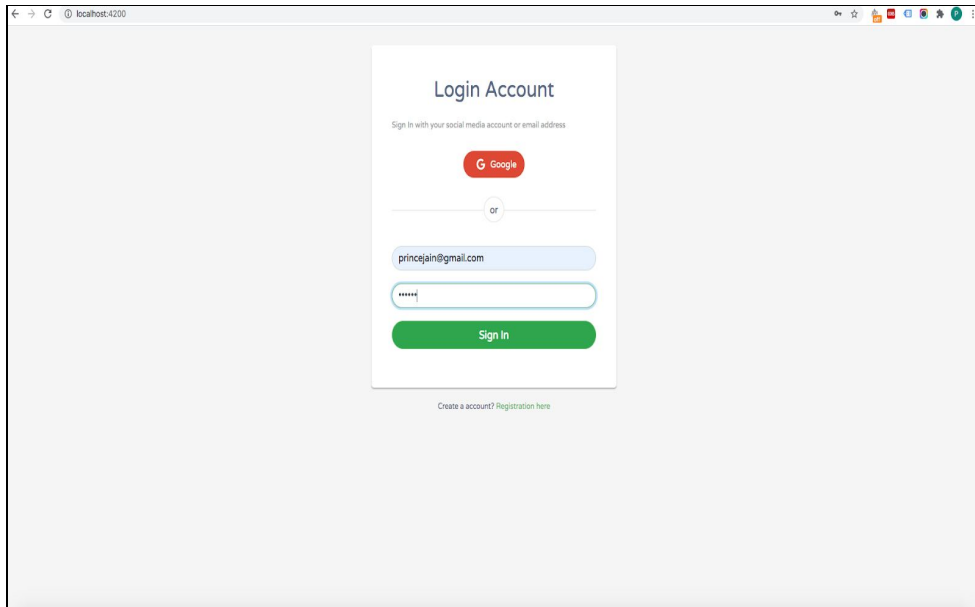 localhost:4200
Login Account
Sign In with your social media account or email address
G Google
or
princejain@gmail.com
••••••
Sign In
Create a account? Registration here